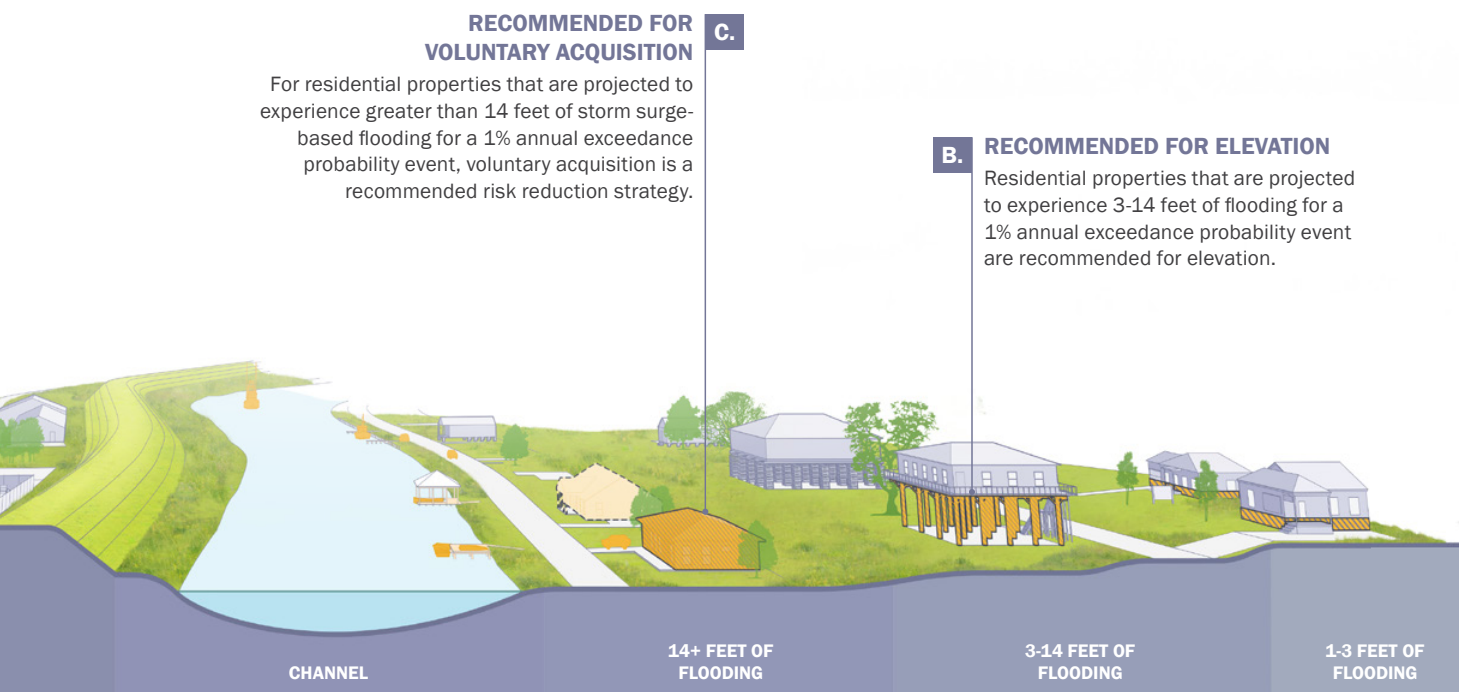 RECOMMENDED FOR
VOLUNTARY ACQUISITION
C.
For residential properties that are projected to
experience greater than 14 feet of storm surge-
based flooding for a 1% annual exceedance
probability event, voluntary acquisition is a
recommended risk reduction strategy.
B.
RECOMMENDED FOR ELEVATION
Residential properties that are projected
to experience 3-14 feet of flooding for a
1% annual exceedance probability event
are recommended for elevation.
CHANNEL
14+ FEET OF
FLOODING
3-14 FEET OF
FLOODING
1-3 FEET OF
FLOODING